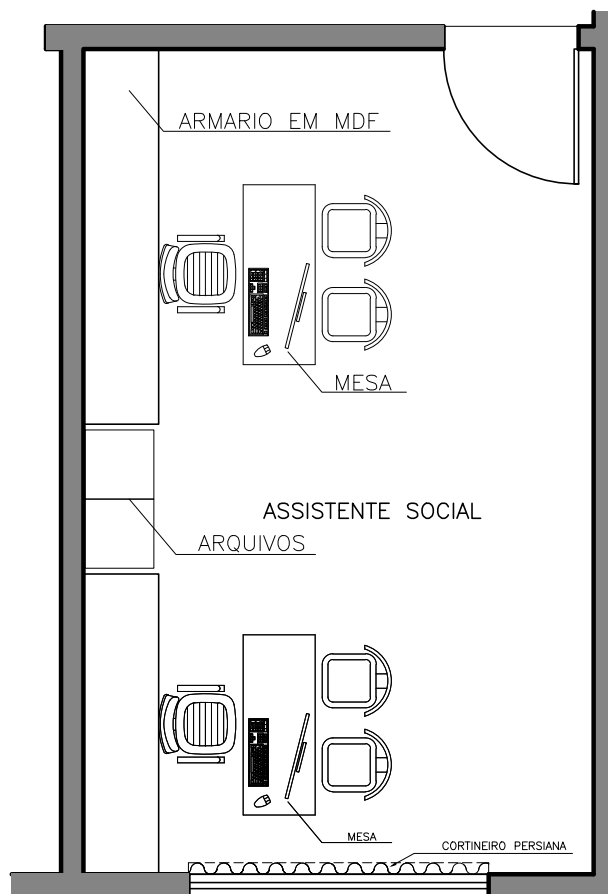 ARMARIO EM MDF
MESA
ASSISTENTE SOCIAL
ARQUIVOS
MESA
CORTINEIRO PERSIANA